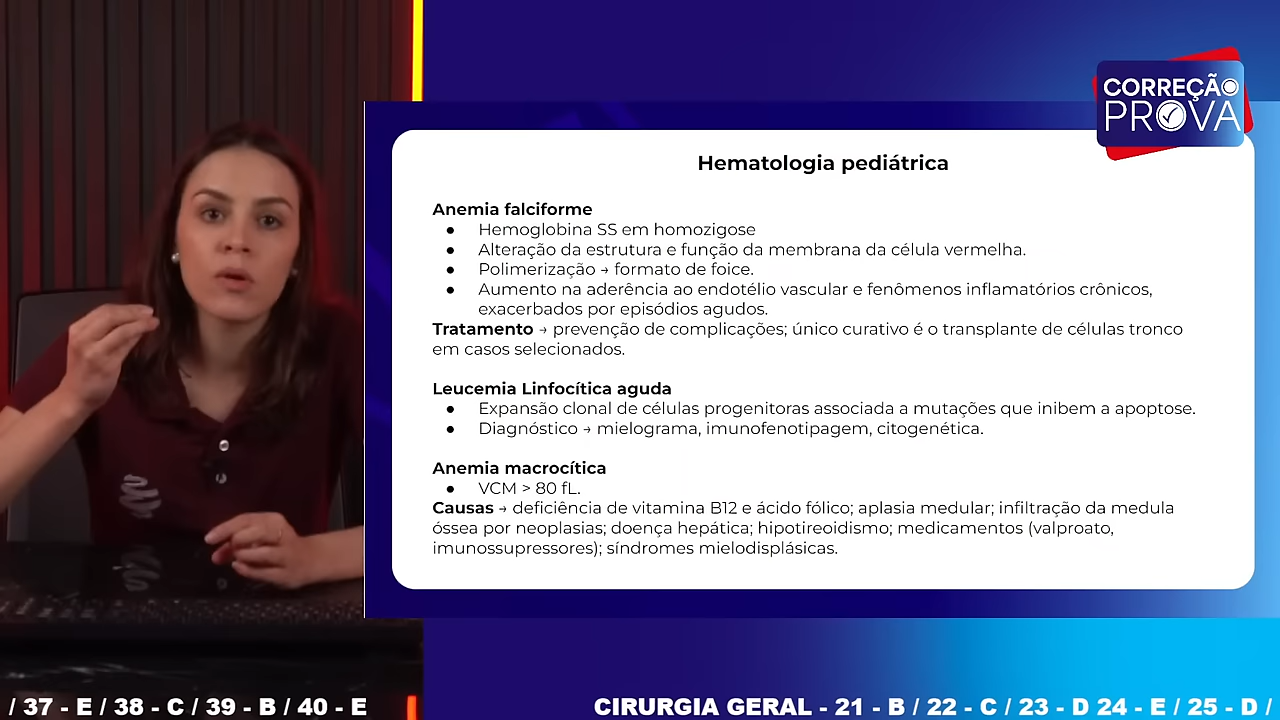 CORREÇÃO
PROVA
Hematologia pediátrica
Anemia falciforme
● Hemoglobina SS em homozigose
● Alteração da estrutura e função da membrana da célula vermelha.
● Polimerização → formato de foice.
● Aumento na aderência ao endotélio vascular e fenômenos inflamatórios crônicos,
exacerbados por episódios agudos.
Tratamento → prevenção de complicações; único curativo é o transplante de células tronco
em casos selecionados.
Leucemia Linfocítica aguda
● Expansão clonal de células progenitoras associada a mutações que inibem a apoptose.
● Diagnóstico → mielograma, imunofenotipagem, citogenética.
Anemia macrocítica
● VCM > 80 fL.
Causas → deficiência de vitamina B12 e ácido fólico; aplasia medular; infiltração da medula
óssea por neoplasias; doença hepática; hipotireoidismo; medicamentos (valproato,
imunossupressores); síndromes mielodisplásicas.
/ 37 - E / 38 - C / 39 - B / 40 - E
CIRURGIA GERAL - 21 - B / 22 - C / 23 - D 24 - E / 25 - D /